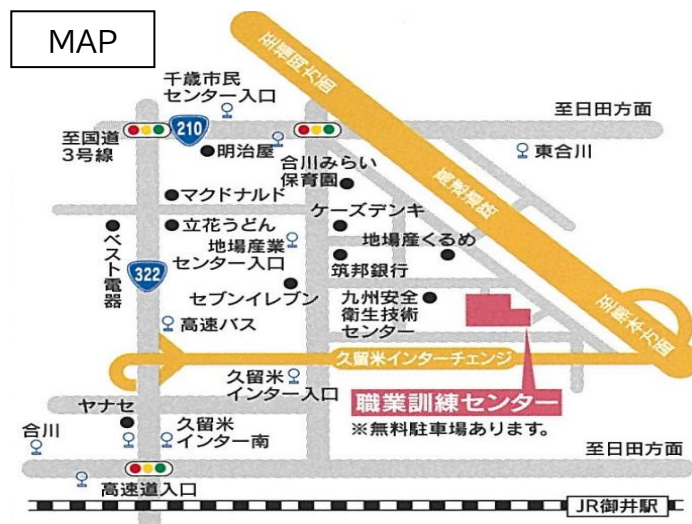 MAP
至福岡方面
千歳市民
センター入口
至日田方面
至国道
3号線
210
明治屋
合川みらい
保育園
東合川
高速道路
マクドナルド
ケーズデンキ
立花うどん
地場産業
センター入口
地場産くるめ
ベスト電器
322
筑邦銀行
セブンイレブン
九州安全
衛生技術
センター
至熊本方面
高速バス
久留米インターチェンジ
久留米
インター入口
職業訓練センター
※無料駐車場あります。
ヤナセ
合川
久留米
インター南
至日田方面
高速道入口
JR御井駅